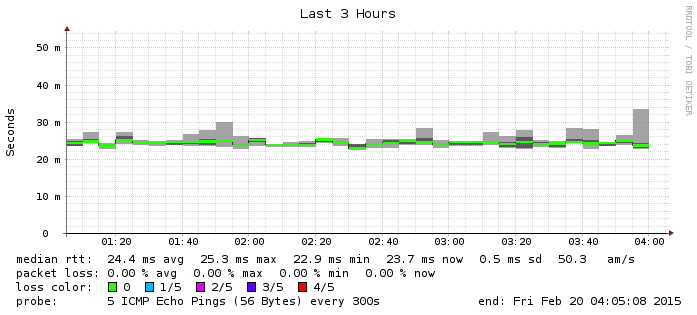 Last 3 Hours
RRDTOOL / TOBI OETIKER
Seconds
50 m
40 m
30 m
20 m
10 m
0
01:20 01:40 02:00 02:20 02:40 03:00 03:20 03:40 04:00
median rtt: 24.4 ms avg 25.3 ms max 22.9 ms min 23.7 ms now 0.5 ms sd 50.3 am/s
packet loss: 0.00 % avg 0.00 % max 0.00 % min 0.00 % now
loss color: 0 1/5 2/5 3/5 4/5
probe: 5 ICMP Echo Pings (56 Bytes) every 300s end: Fri Feb 20 04:05:08 2015